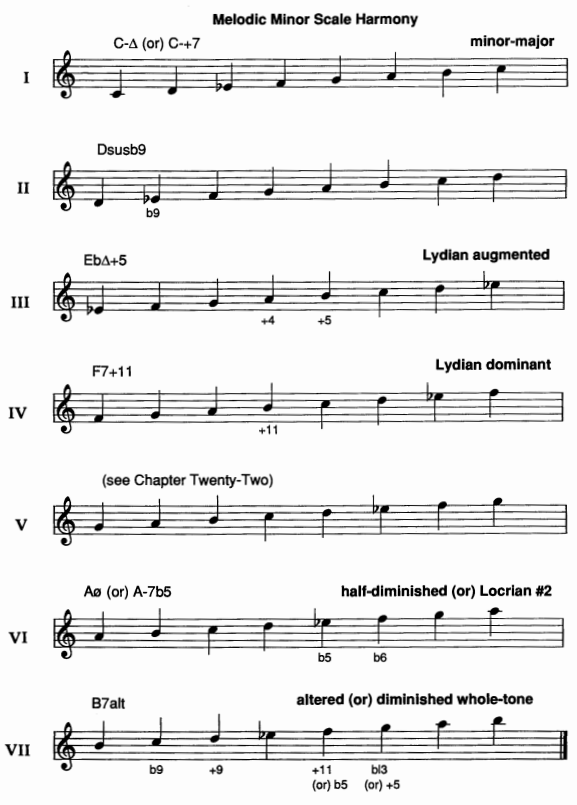 Melodic Minor Scale Harmony
C-Δ (or) C-+7 minor-major
I
Dsusb9
II
b9
EbΔ+5 Lydian augmented
III
+4 +5
F7+11 Lydian dominant
IV
+11
(see Chapter Twenty-Two)
V
Aø (or) A-7b5 half-diminished (or) Locrian #2
VI
b5 b6
B7alt altered (or) diminished whole-tone
VII
b9 +9 +11 bl3
(or) b5 (or) +5